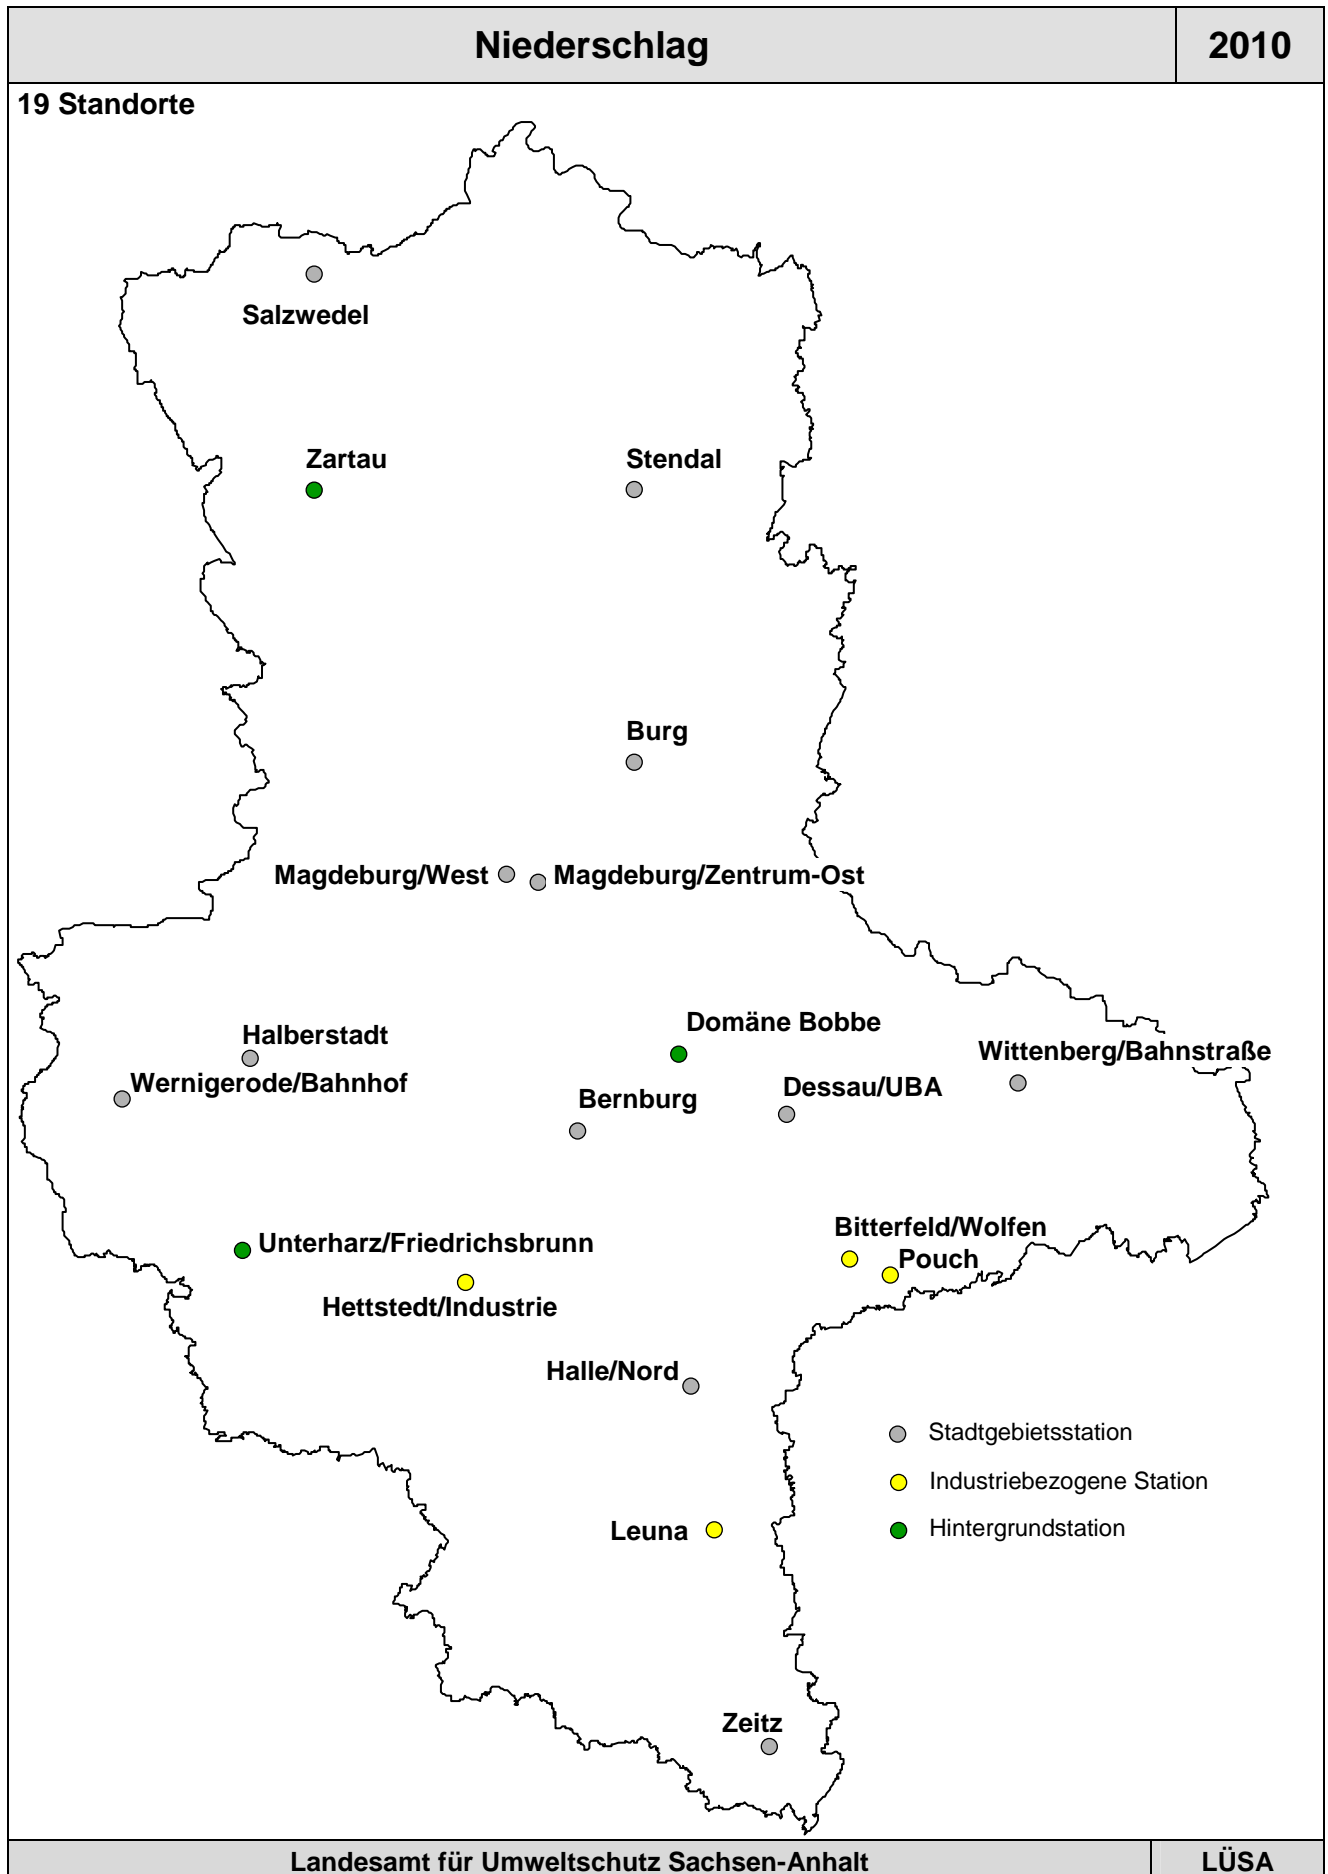 Niederschlag
2010
19 Standorte
Salzwedel
Zartau
Stendal
Burg
Magdeburg/West
Magdeburg/Zentrum-Ost
Domäne Bobbe
Halberstadt
Wittenberg/Bahnstraße
Wernigerode/Bahnhof
Dessau/UBA
Bernburg
Bitterfeld/Wolfen
Unterharz/Friedrichsbrunn
Pouch
Hettstedt/Industrie
Halle/Nord
Stadtgebietsstation
Industriebezogene Station
Hintergrundstation
Leuna
Zeitz
Landesamt für Umweltschutz Sachsen-Anhalt
LÜSA